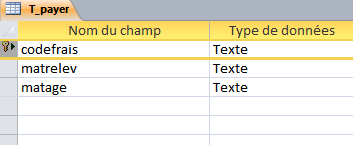 T_payer
Nom du champ Type de données
codefrais Texte
matrelev Texte
matage Texte